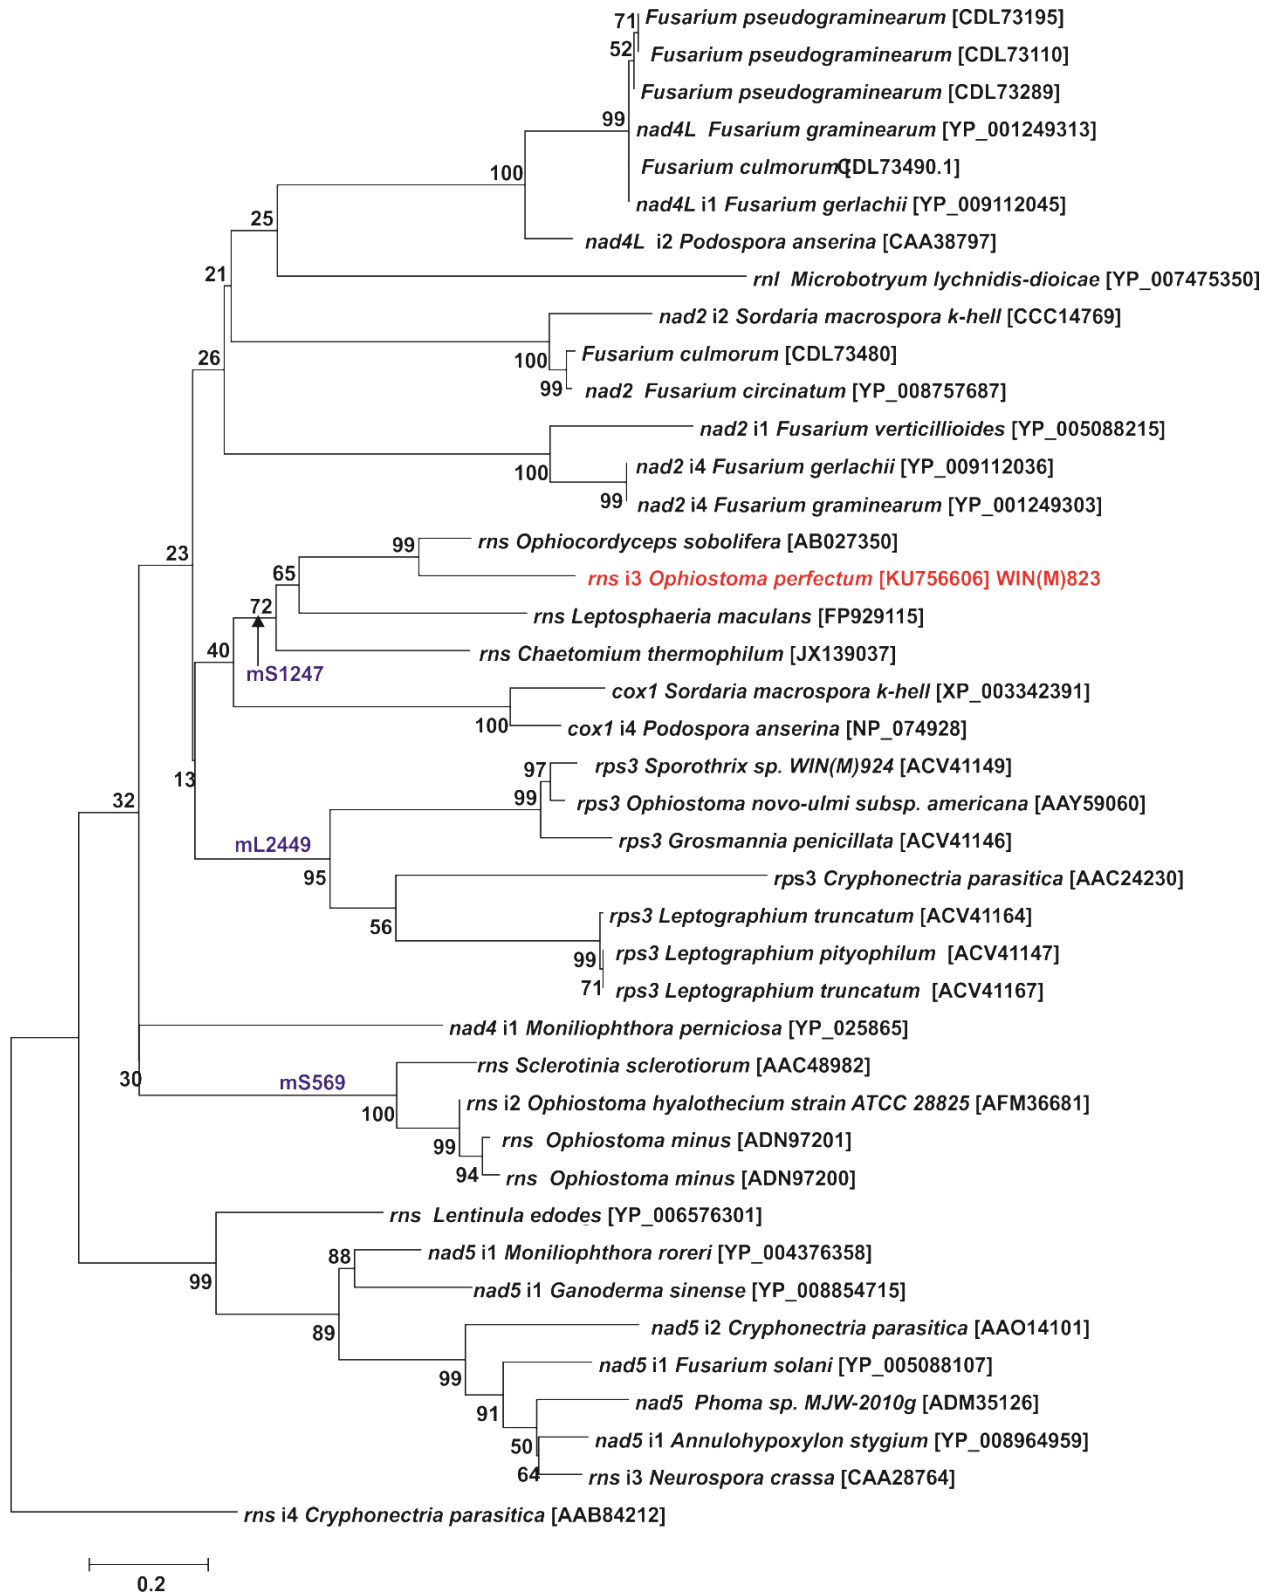 71
Fusarium pseudograminearum [CDL73195]
52
Fusarium pseudograminearum [CDL73110]
Fusarium pseudograminearum [CDL73289]
99
nad4L Fusarium graminearum [YP_001249313]
Fusarium culmorum[CDL73490.1]
100
nad4L i1 Fusarium gerlachii [YP_009112045]
25
nad4L i2 Podospora anserina [CAA38797]
21
rnl Microbotryum lychnidis-dioicae [YP_007475350]
nad2 i2 Sordaria macrospora k-hell [CCC14769]
26
100
Fusarium culmorum [CDL73480]
99
nad2 Fusarium circinatum [YP_008757687]
nad2 i1 Fusarium verticillioides [YP_005088215]
100
nad2 i4 Fusarium gerlachii [YP_009112036]
99
nad2 i4 Fusarium graminearum [YP_001249303]
23
99
rns Ophiocordyceps sobolifera [AB027350]
65
rns i3 Ophiostoma perfectum [KU756606] WIN(M)823
72
rns Leptosphaeria maculans [FP929115]
40
rns Chaetomium thermophilum [JX139037]
mS1247
cox1 Sordaria macrospora k-hell [XP_003342391]
100
cox1 i4 Podospora anserina [NP_074928]
13
97
rps3 Sporothrix sp. WIN(M)924 [ACV41149]
32
99
rps3 Ophiostoma novo-ulmi subsp. americana [AAY59060]
mL2449
rps3 Grosmannia penicillata [ACV41146]
95
rps3 Cryphonectria parasitica [AAC24230]
56
rps3 Leptographium truncatum [ACV41164]
99
rps3 Leptographium pityophilum [ACV41147]
71
rps3 Leptographium truncatum [ACV41167]
nad4 i1 Moniliophthora perniciosa [YP_025865]
30
mS569
rns Sclerotinia sclerotiorum [AAC48982]
100
rns i2 Ophiostoma hyalothecium strain ATCC 28825 [AFM36681]
99
rns Ophiostoma minus [ADN97201]
94
rns Ophiostoma minus [ADN97200]
rns Lentinula edodes [YP_006576301]
99
88
nad5 i1 Moniliophthora roreri [YP_004376358]
nad5 i1 Ganoderma sinense [YP_008854715]
89
nad5 i2 Cryphonectria parasitica [AAO14101]
99
nad5 i1 Fusarium solani [YP_005088107]
91
nad5 Phoma sp. MJW-2010g [ADM35126]
50
nad5 i1 Annulohypoxylon stygium [YP_008964959]
64
rns i3 Neurospora crassa [CAA28764]
rns i4 Cryphonectria parasitica [AAB84212]
0.2